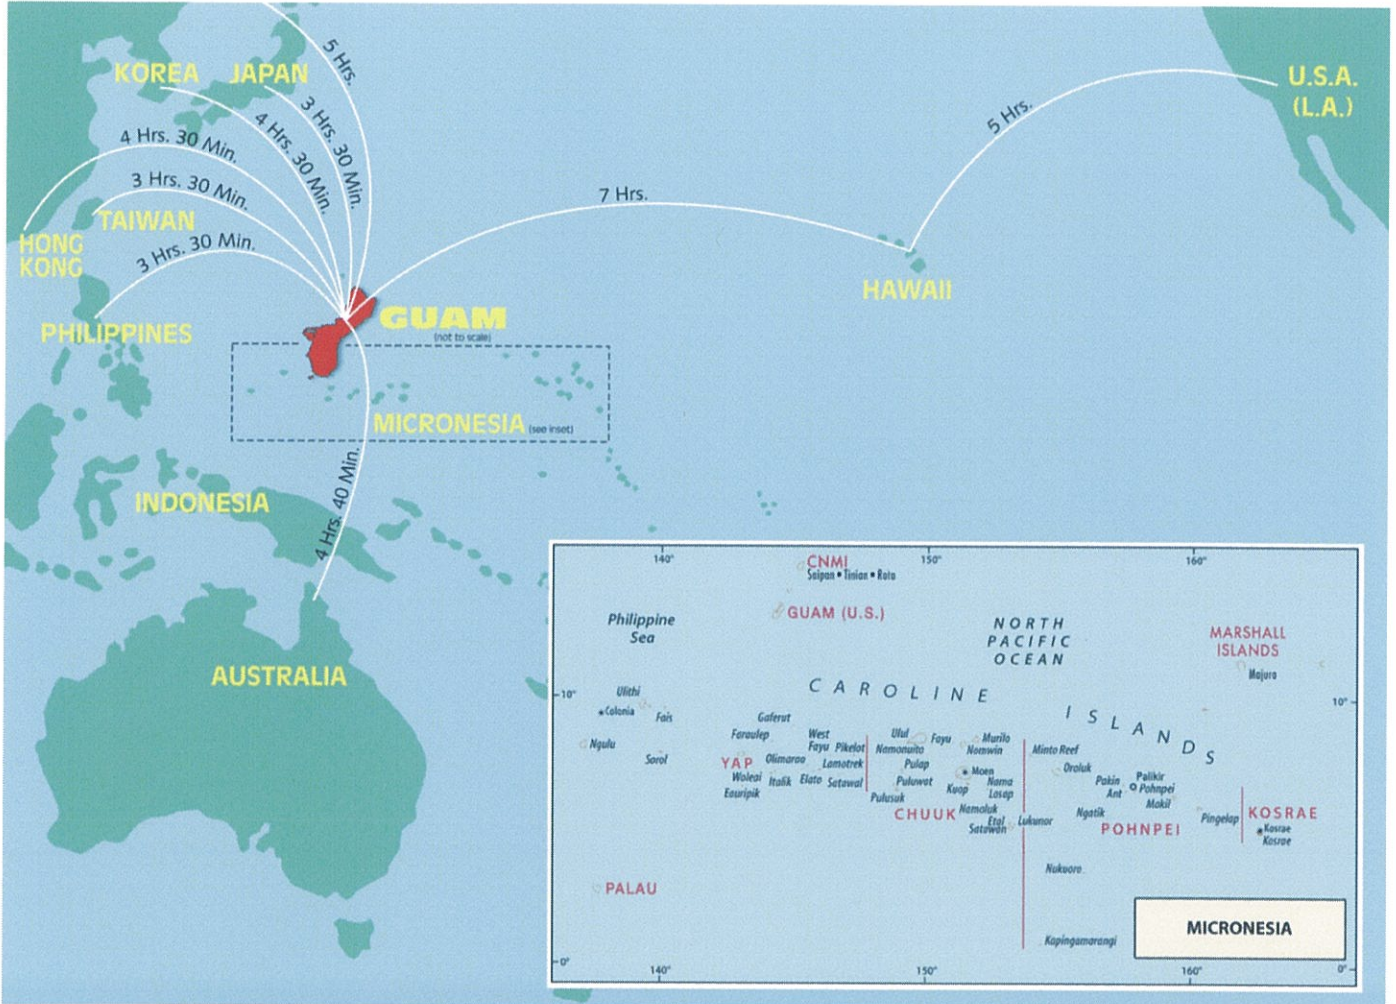 5 Hrs.
KOREA
JAPAN
3 Hrs. 30 Min.
4 Hrs. 30 Min.
4 Hrs. 30 Min.
3 Hrs. 30 Min.
TAIWAN
HONG
KONG
3 Hrs. 30 Min.
PHILIPPINES
7 Hrs.
5 Hrs.
U.S.A.
(L.A.)
HAWAII
GUAM
(not to scale)
MICRONESIA (see inset)
4 Hrs. 40 Min.
INDONESIA
AUSTRALIA
140°
150°
160°
CNMI
Saipan • Tinian • Rota
GUAM (U.S.)
Philippine
Sea
NORTH
PACIFIC
OCEAN
MARSHALL
ISLANDS
Majuro
10°
10°
CAROLINE
ISLANDS
Ulithi
Colonia
Fais
Ngulu
Sorol
Gaferut
Faraulep
West
Fayu
Pikelot
YAP
Olimarao
Lamotrek
Woleai
Ifalik
Elato
Satawal
Eauripik
Ulul
Fayu
Murilo
Namonuito
Nomwin
Pulap
Moen
Puluwat
Kuop
Nama
Losap
Pulusuk
CHUUK
Namoluk
Etal
Lukunor
Satawan
Minto Reef
Oroluk
Pakin
Palikir
Ant
Pohnpei
Mokil
Ngatik
POHNPEI
Pingelap
KOSRAE
Kosrae
Kosrae
Nukuoro
PALAU
Kapingamarangi
MICRONESIA
0°
140°
150°
160°
0°